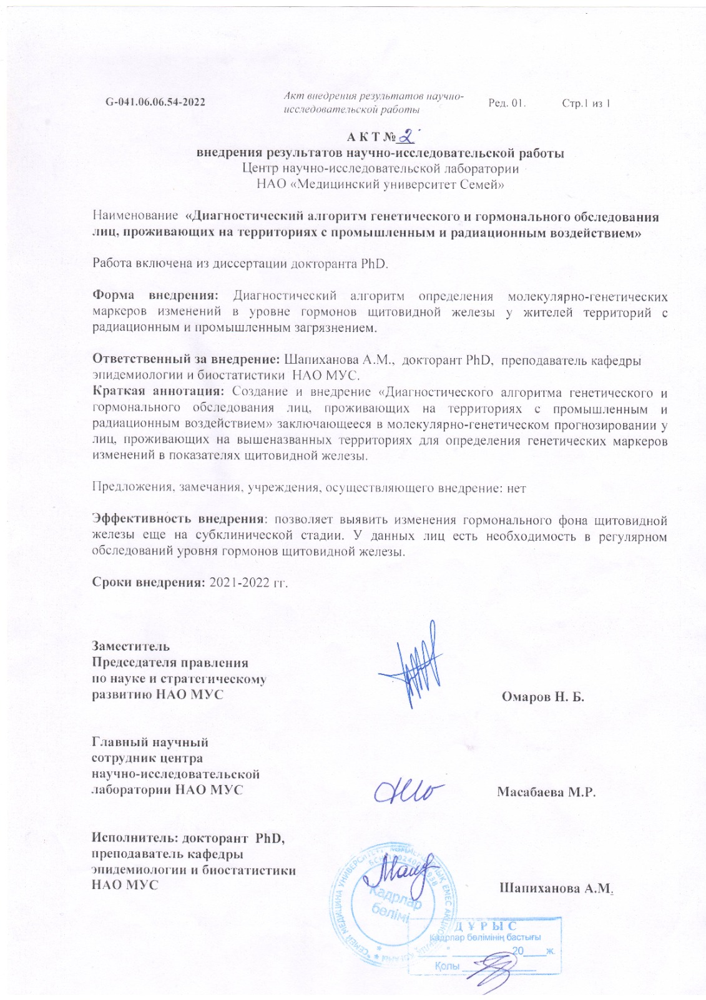 G-041.06.06.54-2022
Акт внедрения результатов научно-
исследовательской работы
Ред. 01.
Стр.1 из 1
А К Т № 2
внедрения результатов научно-исследовательской работы
Центр научно-исследовательской лаборатории
НАО «Медицинский университет Семей»
Наименование «Диагностический алгоритм генетического и гормонального обследования
лиц, проживающих на территориях с промышленным и радиационным воздействием»
Работа включена из диссертации докторанта PhD.
Форма внедрения: Диагностический алгоритм определения молекулярно-генетических
маркеров изменений в уровне гормонов щитовидной железы у жителей территорий с
радиационным и промышленным загрязнением.
Ответственный за внедрение: Шапиханова А.М., докторант PhD, преподаватель кафедры
эпидемиологии и биостатистики НАО МУС.
Краткая аннотация: Создание и внедрение «Диагностического алгоритма генетического и
гормонального обследования лиц, проживающих на территориях с промышленным и
радиационным воздействием» заключающееся в молекулярно-генетическом прогнозировании у
лиц, проживающих на вышеназванных территориях для определения генетических маркеров
изменений в показателях щитовидной железы.
Предложения, замечания, учреждения, осуществляющего внедрение: нет
Эффективность внедрения: позволяет выявить изменения гормонального фона щитовидной
железы еще на субклинической стадии. У данных лиц есть необходимость в регулярном
обследований уровня гормонов щитовидной железы.
Сроки внедрения: 2021-2022 гг.
Заместитель
Председателя правления
по науке и стратегическому
развитию НАО МУС
Омаров Н. Б.
Главный научный
сотрудник центра
научно-исследовательской
лаборатории НАО МУС
Масабаева М.Р.
Исполнитель: докторант PhD,
преподаватель кафедры
эпидемиологии и биостатистики
НАО МУС
Шапиханова А.М.
Кадрлар
бөлімі
Д Ұ Р Ы С
Кадрлар бөлімінің бастығы
"____" ____________ 20____ж.
Қолы ______________